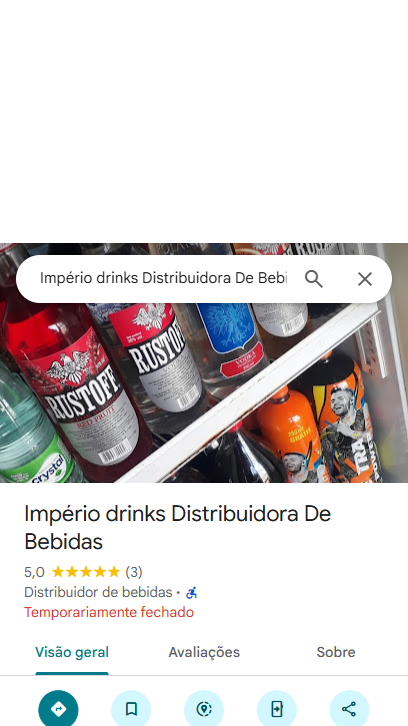 Império drinks Distribuidora De Bebi
RUSTOFF
RED FRUIT
RUSTOF
VODKA
Crystal
Império drinks Distribuidora De
Bebidas
5,0 (3)
Distribuidor de bebidas ·
Temporariamente fechado
Visão geral
Avaliações
Sobre